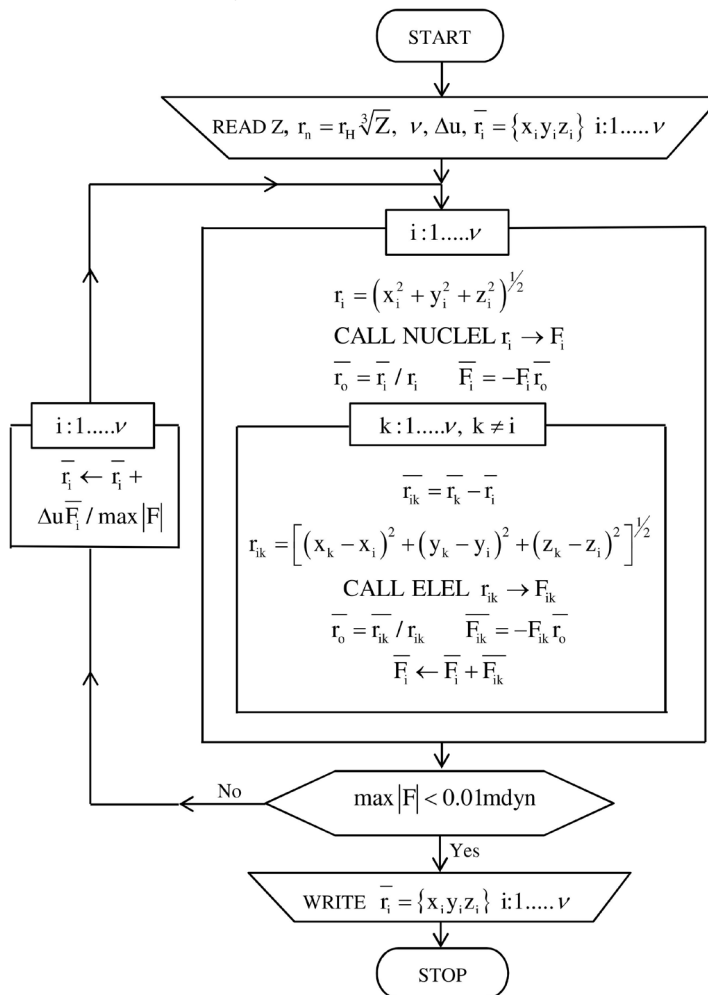 START
READ Z, r_n = r_H ∛Z, ν, Δu, r̅_i = {x_i y_i z_i} i:1.....ν
i:1.....ν
r_i = (x_i² + y_i² + z_i²)^½
CALL NUCLEL r_i → F_i
r̅_o = r̅_i / r_i F̅_i = −F_i r̅_o
k:1.....ν, k ≠ i
r̅_ik = r̅_k − r̅_i
r_ik = [(x_k − x_i)² + (y_k − y_i)² + (z_k − z_i)²]^½
CALL ELEL r_ik → F_ik
r̅_o = r̅_ik / r_ik F̅_ik = −F_ik r̅_o
F̅_i ← F̅_i + F̅_ik
i:1.....ν
r̅_i ← r̅_i +
Δu F̅_i / max|F|
max|F| < 0.01mdyn
No
Yes
WRITE r̅_i = {x_i y_i z_i} i:1.....ν
STOP